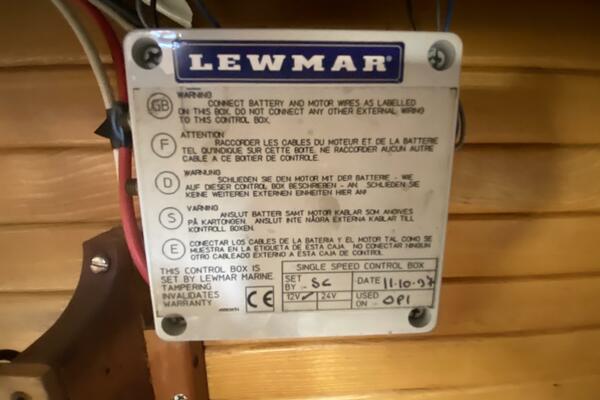 LEWMAR®
WARNING
GB CONNECT BATTERY AND MOTOR WIRES AS LABELLED
ON THIS BOX. DO NOT CONNECT ANY OTHER EXTERNAL WIRING
TO THIS CONTROL BOX.
ATTENTION
F RACCORDER LES CABLES DU MOTEUR ET DE LA BATTERIE
TEL QU'INDIGUE SUR CETTE BOITE. NE RACCORDER AUCUN AUTRE
CABLE A CE BOITIER DE CONTROLE.
WARNUNG
D SCHLIEßEN SIE DEN MOTOR MIT DER BATTERIE - WIE
AUF DIESER CONTROL BOX BESCHRIEBEN - AN. SCHLIEßEN SIE
KEINE WEITEREN EXTERNEN EINHEITEN HIER AN!
VARNING
S ANSLUT BATTERI SAMT MOTOR KABLAR SOM ANGIVES
PÅ KARTONGEN. ANSLUT INTE NÅGRA EXTERNA KABLAR TILL
KONTROLL BOXEN.
E CONECTAR LOS CABLES DE LA BATERIA Y EL MOTOR TAL COMO SE
MUESTRA EN LA ETIQUETA DE ESTA CAJA. NO CONECTAR NINGUN
OTRO CABLEADO EXTERNO A ESTA CAJA DE CONTROL.
THIS CONTROL BOX IS
SET BY LEWMAR MARINE.
TAMPERING
INVALIDATES
WARRANTY
CE
SINGLE SPEED CONTROL BOX
SET BY :- SC DATE 11.10.97
12V ✓ 24V USED ON :- OPI